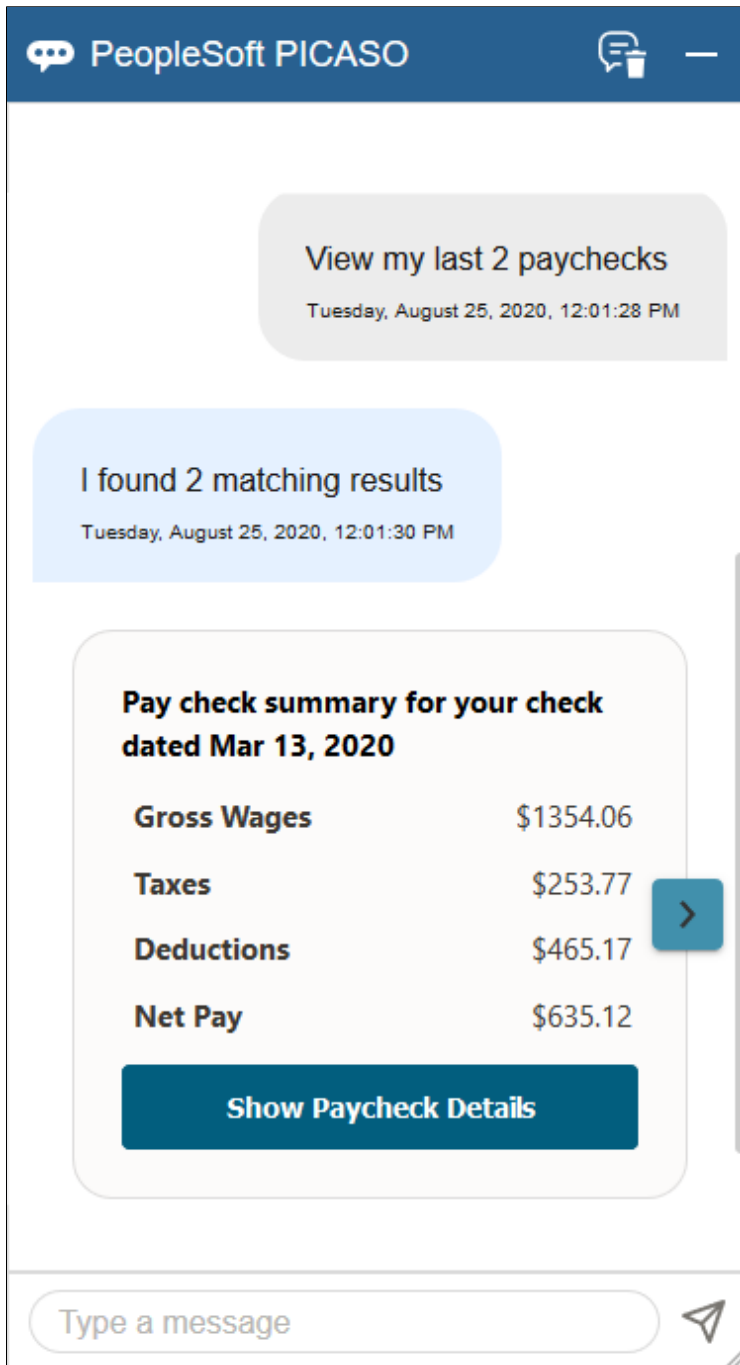 PeopleSoft PICASO
View my last 2 paychecks
Tuesday, August 25, 2020, 12:01:28 PM
I found 2 matching results
Tuesday, August 25, 2020, 12:01:30 PM
Pay check summary for your check
dated Mar 13, 2020
Gross Wages $1354.06
Taxes $253.77
Deductions $465.17
Net Pay $635.12
Show Paycheck Details
Type a message